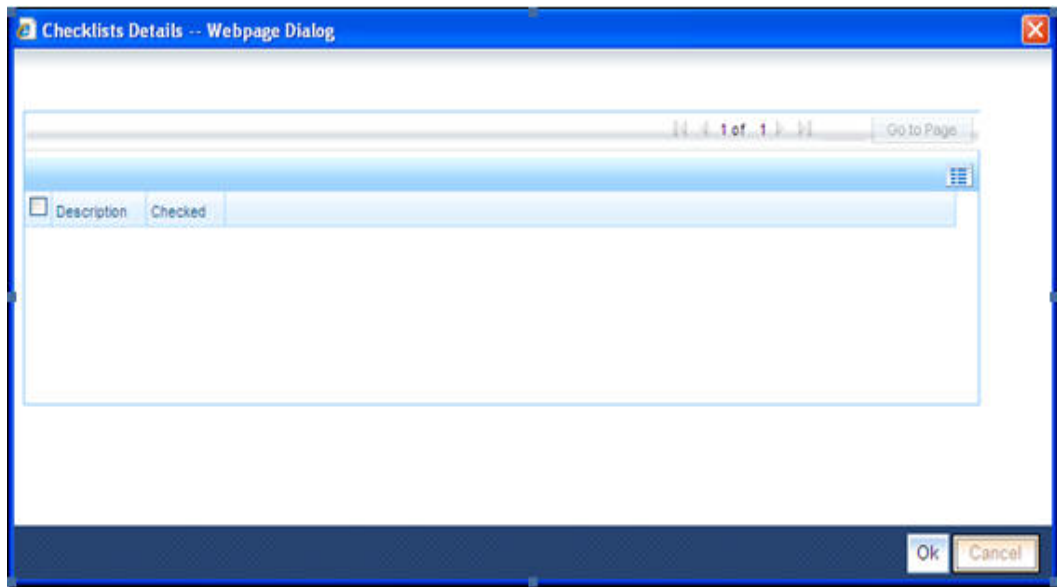 Checklists Details -- Webpage Dialog
1 of 1 Go to Page
Description Checked
Ok Cancel